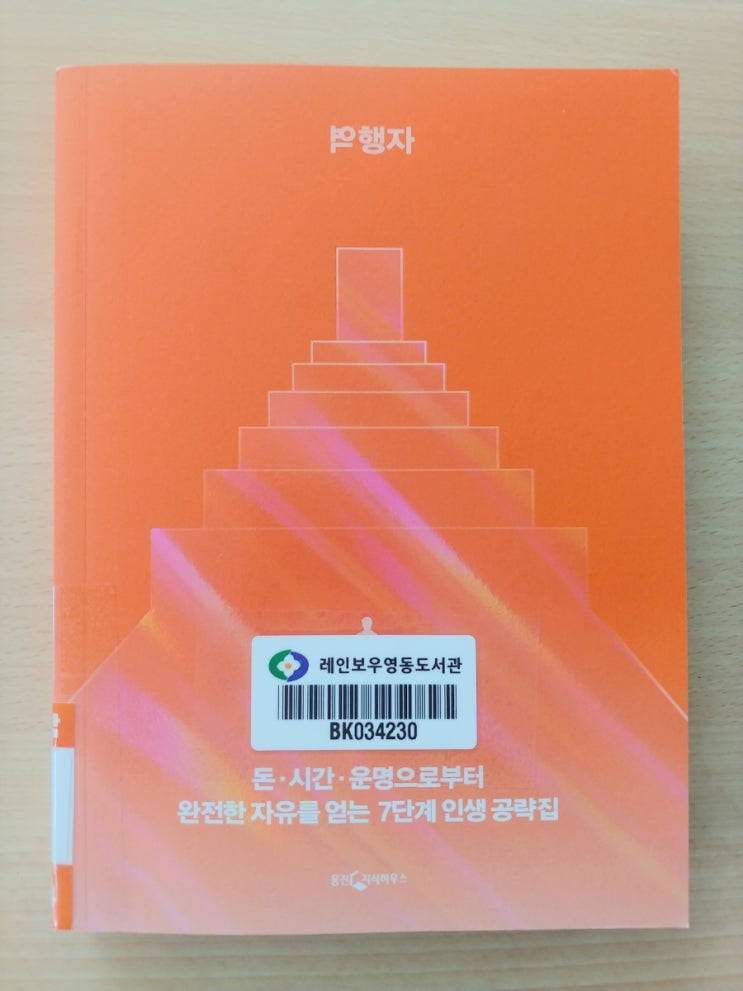 역행자
레인보우영동도서관
BK034230
돈·시간·운명으로부터
완전한 자유를 얻는 7단계 인생 공략집
웅진 지식하우스